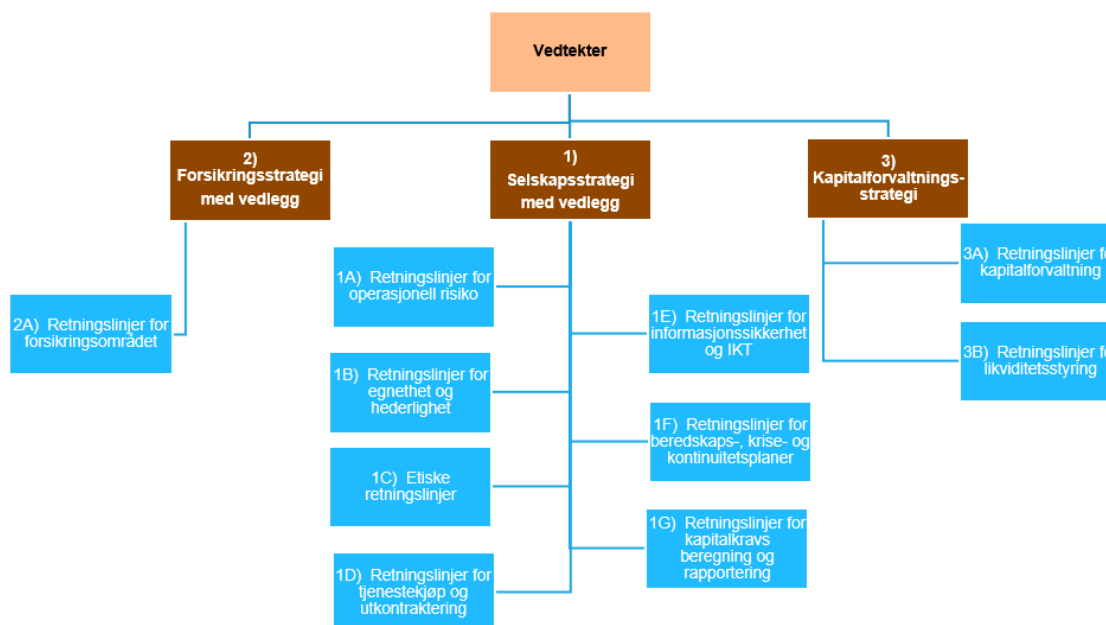 Vedtekter
2)
Forsikringsstrategi
med vedlegg
1)
Selskapsstrategi
med vedlegg
3)
Kapitalforvaltnings-
strategi
2A) Retningslinjer for
forsikringsområdet
1A) Retningslinjer for
operasjonell risiko
1B) Retningslinjer for
egnethet og
hederlighet
1C) Etiske
retningslinjer
1D) Retningslinjer for
tjenestekjøp og
utkontraktering
1E) Retningslinjer for
informasjonssikkerhet
og IKT
1F) Retningslinjer for
beredskaps-, krise- og
kontinuitetsplaner
1G) Retningslinjer for
kapitalkravs
beregning og
rapportering
3A) Retningslinjer fo
kapitalforvaltning
3B) Retningslinjer fo
likviditetsstyring